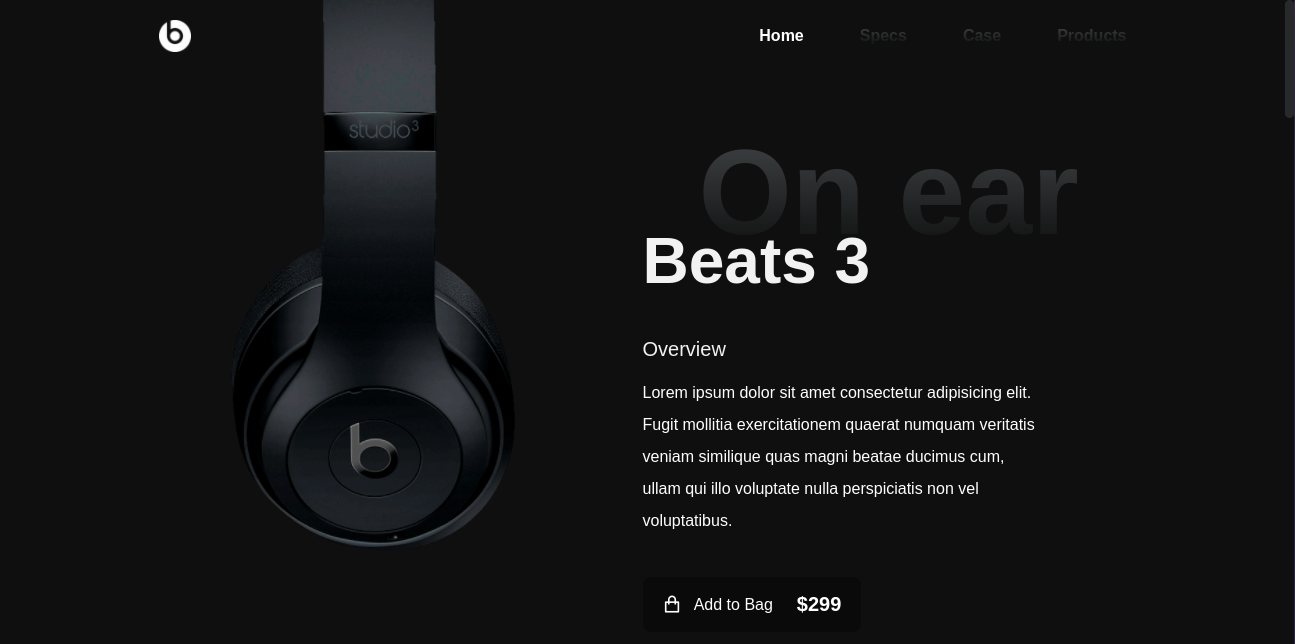 Home Specs Case Products
studio3
On ear
Beats 3
Overview
Lorem ipsum dolor sit amet consectetur adipisicing elit.
Fugit mollitia exercitationem quaerat numquam veritatis
veniam similique quas magni beatae ducimus cum,
ullam qui illo voluptate nulla perspiciatis non vel
voluptatibus.
Add to Bag $299